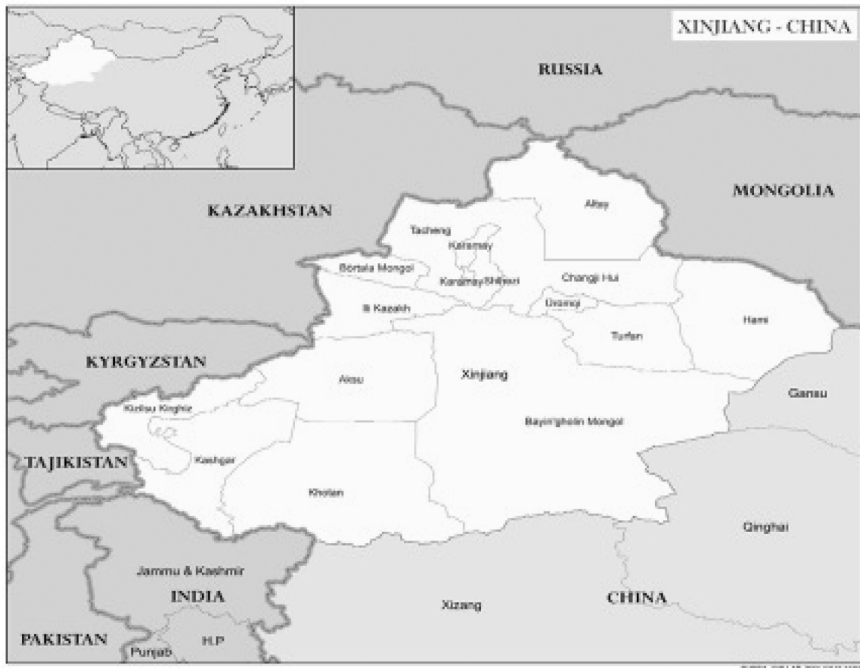 XINJIANG - CHINA
RUSSIA
MONGOLIA
KAZAKHSTAN
Altay
Tacheng
Karamay
Bortala Mongol
Karamay
Shihezi
Changji Hui
Ili Kazakh
Urumqi
Hami
Turfan
KYRGYZSTAN
Aksu
Xinjiang
Gansu
Kizilsu Kirghiz
Bayin'gholin Mongol
TAJIKISTAN
Kashgar
Khotan
Qinghai
Jammu & Kashmir
INDIA
CHINA
Xizang
PAKISTAN
H.P
Punjab